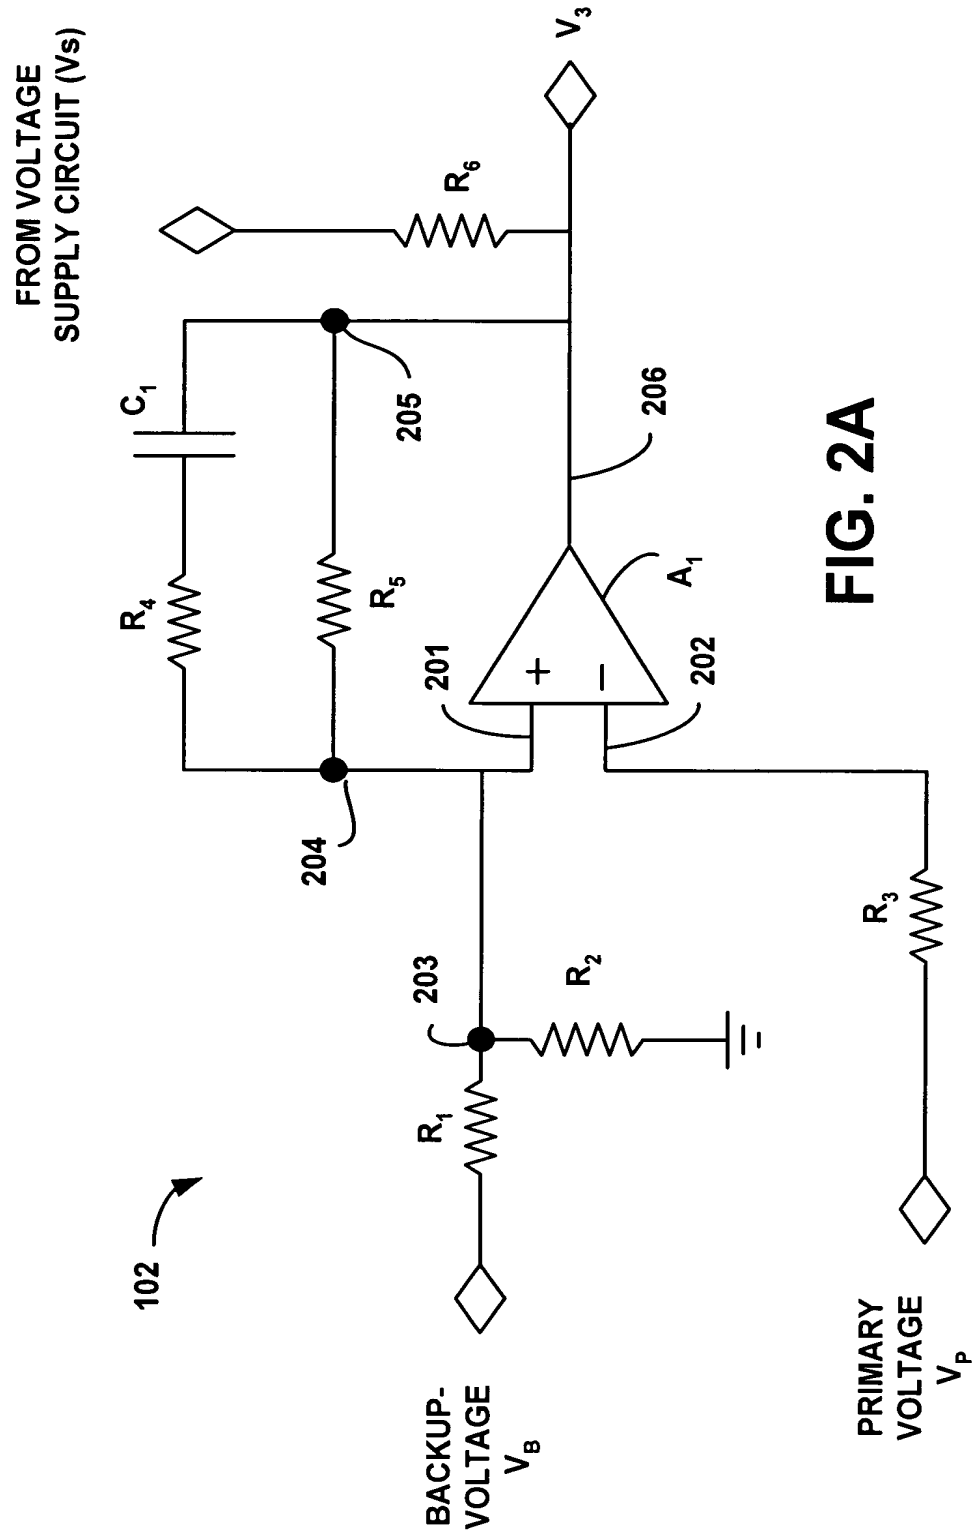 FROM VOLTAGE
SUPPLY CIRCUIT (Vs)
C1
R4
R5
R6
V3
204
205
206
201
+
−
202
A1
102
203
R1
R2
R3
BACKUP-
VOLTAGE
VB
PRIMARY
VOLTAGE
VP
FIG. 2A